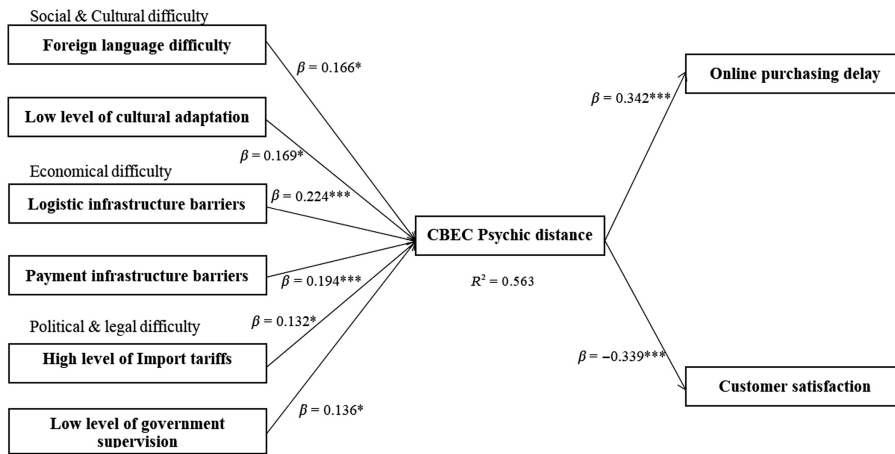 Social & Cultural difficulty
Foreign language difficulty
β = 0.166*
Low level of cultural adaptation
β = 0.169*
Economical difficulty
β = 0.224***
Logistic infrastructure barriers
Payment infrastructure barriers
β = 0.194***
Political & legal difficulty
β = 0.132*
High level of Import tariffs
β = 0.136*
Low level of government
supervision
CBEC Psychic distance
R² = 0.563
Online purchasing delay
β = 0.342***
β = −0.339***
Customer satisfaction